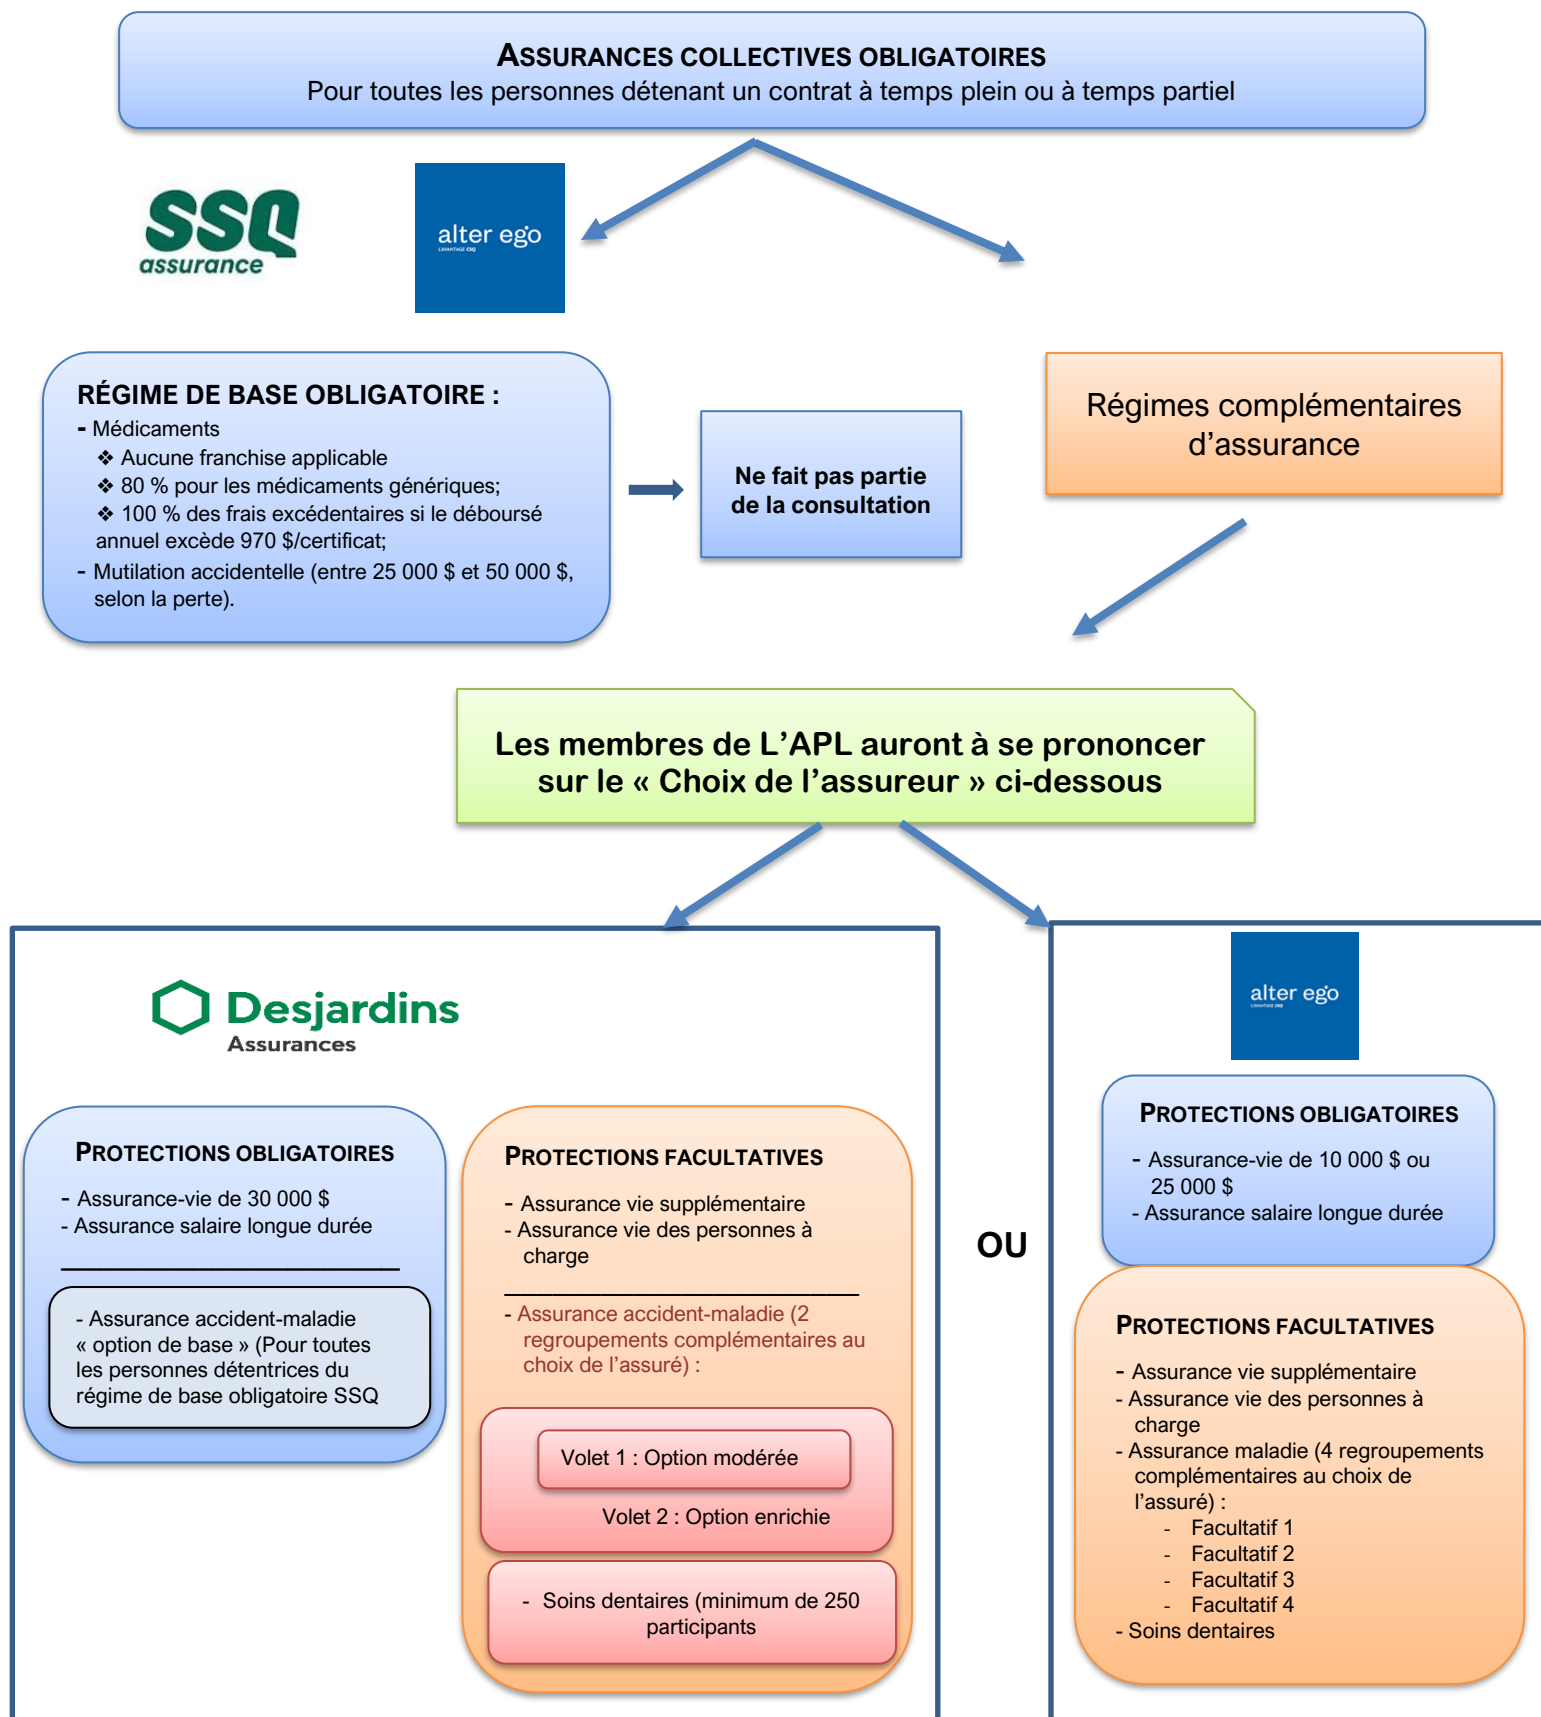 ASSURANCES COLLECTIVES OBLIGATOIRES
Pour toutes les personnes détenant un contrat à temps plein ou à temps partiel
SSQ
assurance
alter ego
L'AVANTAGE CSQ
RÉGIME DE BASE OBLIGATOIRE :
- Médicaments
❖ Aucune franchise applicable
❖ 80 % pour les médicaments génériques;
❖ 100 % des frais excédentaires si le déboursé
annuel excède 970 $/certificat;
- Mutilation accidentelle (entre 25 000 $ et 50 000 $,
selon la perte).
Ne fait pas partie
de la consultation
Régimes complémentaires
d'assurance
Les membres de L'APL auront à se prononcer
sur le « Choix de l'assureur » ci-dessous
Desjardins
Assurances
PROTECTIONS OBLIGATOIRES
- Assurance-vie de 30 000 $
- Assurance salaire longue durée
- Assurance accident-maladie
« option de base » (Pour toutes
les personnes détentrices du
régime de base obligatoire SSQ
PROTECTIONS FACULTATIVES
- Assurance vie supplémentaire
- Assurance vie des personnes à
charge
- Assurance accident-maladie (2
regroupements complémentaires au
choix de l'assuré) :
Volet 1 : Option modérée
Volet 2 : Option enrichie
- Soins dentaires (minimum de 250
participants
OU
alter ego
L'AVANTAGE CSQ
PROTECTIONS OBLIGATOIRES
- Assurance-vie de 10 000 $ ou
25 000 $
- Assurance salaire longue durée
PROTECTIONS FACULTATIVES
- Assurance vie supplémentaire
- Assurance vie des personnes à
charge
- Assurance maladie (4 regroupements
complémentaires au choix de
l'assuré) :
- Facultatif 1
- Facultatif 2
- Facultatif 3
- Facultatif 4
- Soins dentaires